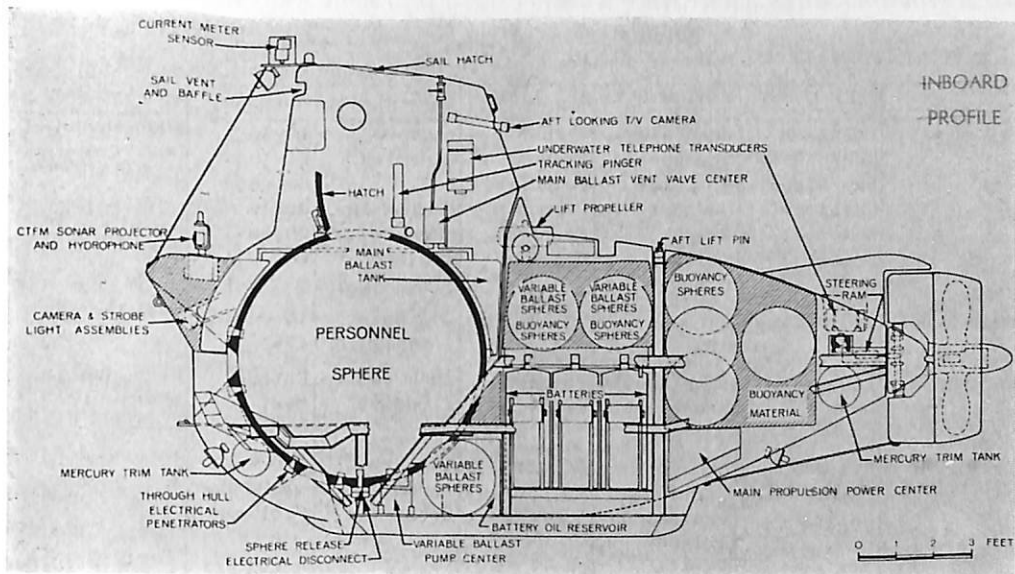 CURRENT METER
SENSOR
SAIL HATCH
SAIL VENT
AND BAFFLE
INBOARD
PROFILE
AFT LOOKING T/V CAMERA
UNDERWATER TELEPHONE TRANSDUCERS
TRACKING PINGER
MAIN BALLAST VENT VALVE CENTER
HATCH
LIFT PROPELLER
CTFM SONAR PROJECTOR
AND HYDROPHONE
AFT LIFT PIN
MAIN
BALLAST
TANK
BUOYANCY
SPHERES
STEERING
RAM
VARIABLE
BALLAST
SPHERES
VARIABLE
BALLAST
SPHERES
BUOYANCY
SPHERES
BUOYANCY
SPHERES
CAMERA & STROBE
LIGHT ASSEMBLIES
PERSONNEL
SPHERE
BATTERIES
BUOYANCY
MATERIAL
MERCURY TRIM TANK
VARIABLE
BALLAST
SPHERES
MERCURY TRIM TANK
THROUGH HULL
ELECTRICAL
PENETRATORS
MAIN PROPULSION POWER CENTER
BATTERY OIL RESERVOIR
SPHERE RELEASE
ELECTRICAL DISCONNECT
VARIABLE BALLAST
PUMP CENTER
0 1 2 3 FEET